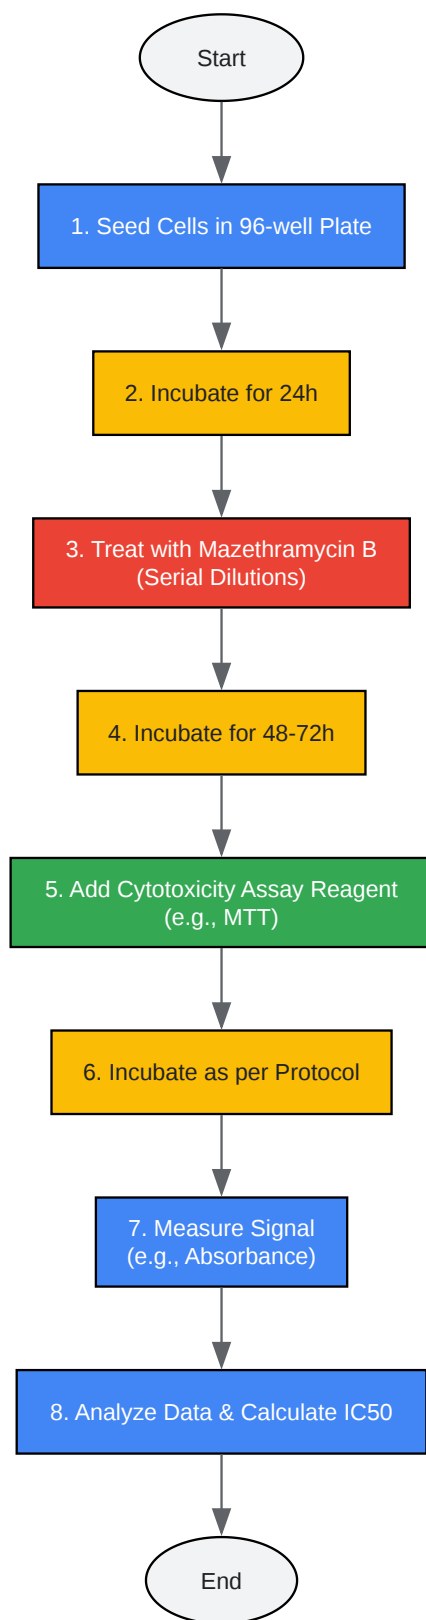 Start
1. Seed Cells in 96-well Plate
2. Incubate for 24h
3. Treat with Mazethramycin B
(Serial Dilutions)
4. Incubate for 48-72h
5. Add Cytotoxicity Assay Reagent
(e.g., MTT)
6. Incubate as per Protocol
7. Measure Signal
(e.g., Absorbance)
8. Analyze Data & Calculate IC50
End